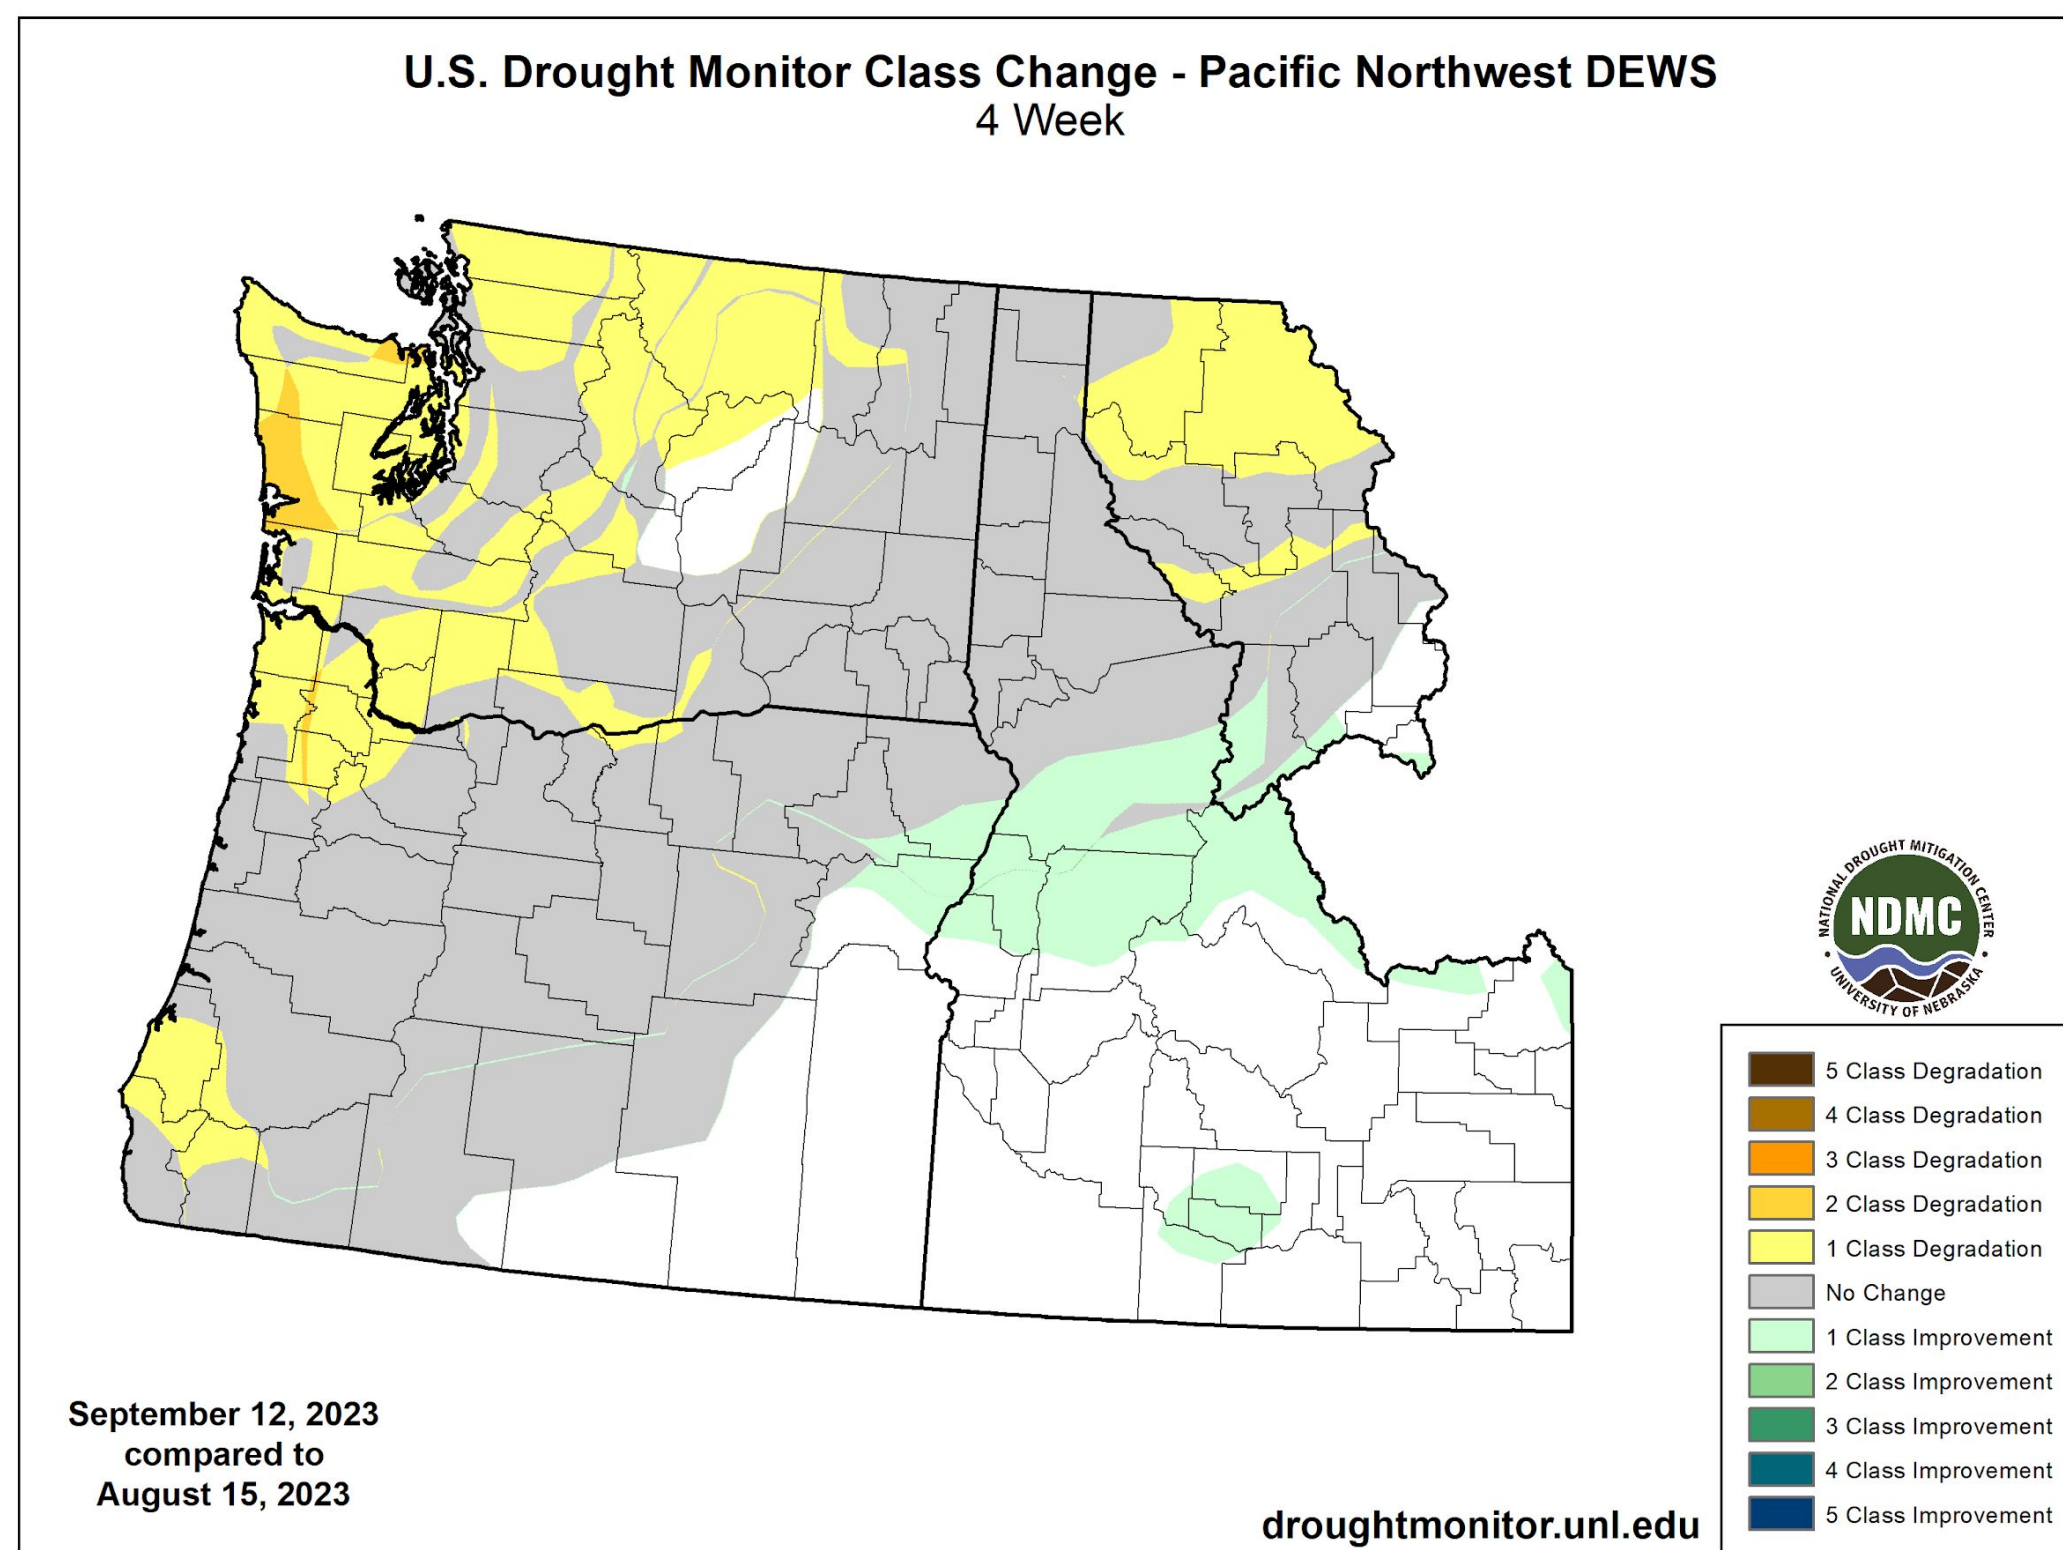 U.S. Drought Monitor Class Change - Pacific Northwest DEWS
4 Week
NATIONAL DROUGHT MITIGATION CENTER
NDMC
UNIVERSITY OF NEBRASKA
5 Class Degradation
4 Class Degradation
3 Class Degradation
2 Class Degradation
1 Class Degradation
No Change
1 Class Improvement
2 Class Improvement
3 Class Improvement
4 Class Improvement
5 Class Improvement
September 12, 2023
compared to
August 15, 2023
droughtmonitor.unl.edu